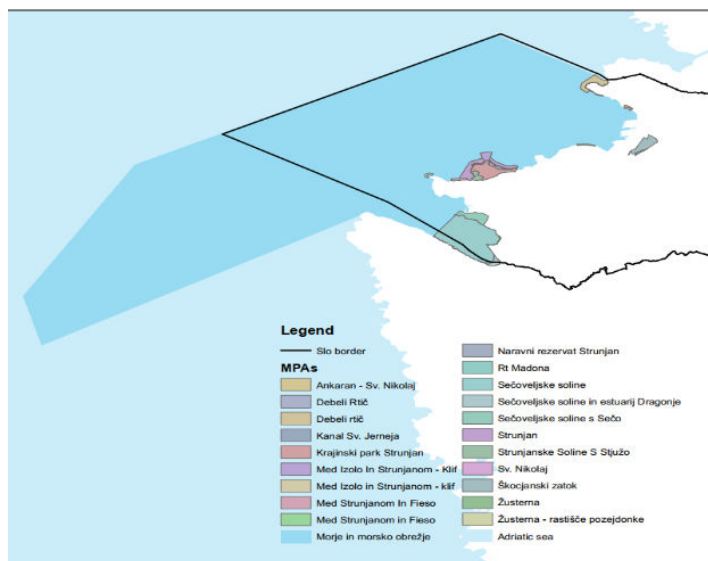 Legend
Slo border
MPAs
Ankaran - Sv. Nikolaj
Debeli Rtič
Debeli rtič
Kanal Sv. Jerneja
Krajinski park Strunjan
Med Izolo In Strunjanom - Klif
Med Izolo in Strunjanom - klif
Med Strunjanom In Fieso
Med Strunjanom in Fieso
Morje in morsko obrežje
Naravni rezervat Strunjan
Rt Madona
Sečoveljske soline
Sečoveljske soline in estuarij Dragonje
Sečoveljske soline s Sečo
Strunjan
Strunjanske Soline S Stjužo
Sv. Nikolaj
Škocjanski zatok
Žusterna
Žusterna - rastišče pozejdonke
Adriatic sea